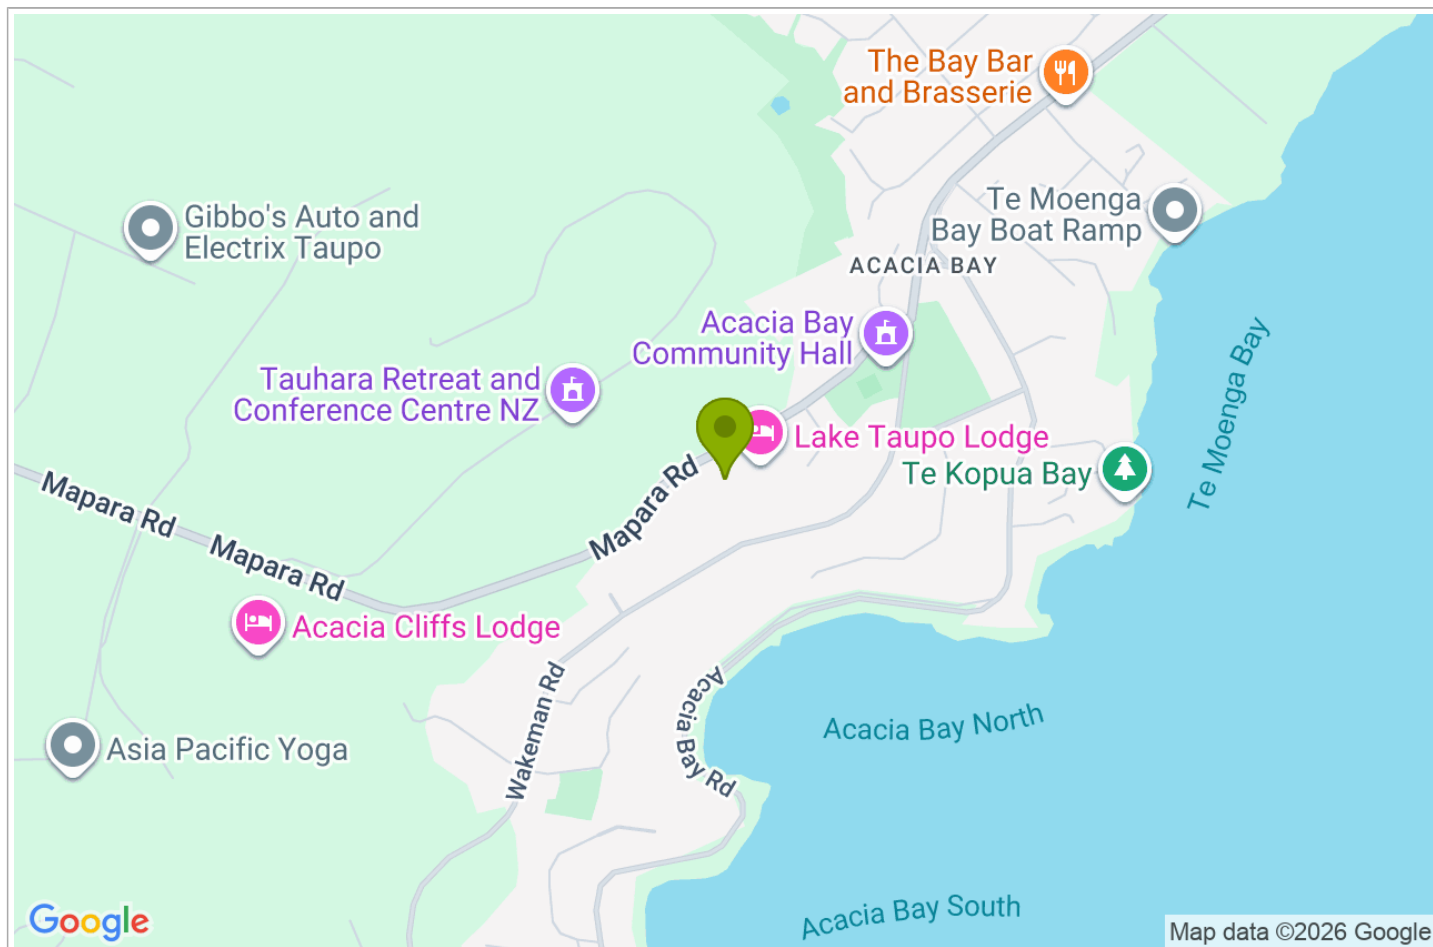 The Bay Bar
and Brasserie
Te Moenga
Bay Boat Ramp
Gibbo's Auto and
Electrix Taupo
ACACIA BAY
Acacia Bay
Community Hall
Te Moenga Bay
Tauhara Retreat and
Conference Centre NZ
Lake Taupo Lodge
Te Kopua Bay
Mapara Rd
Mapara Rd
Mapara Rd
Acacia Cliffs Lodge
Wakeman Rd
Acacia Bay Rd
Acacia Bay North
Asia Pacific Yoga
Acacia Bay South
Google
Map data ©2026 Google